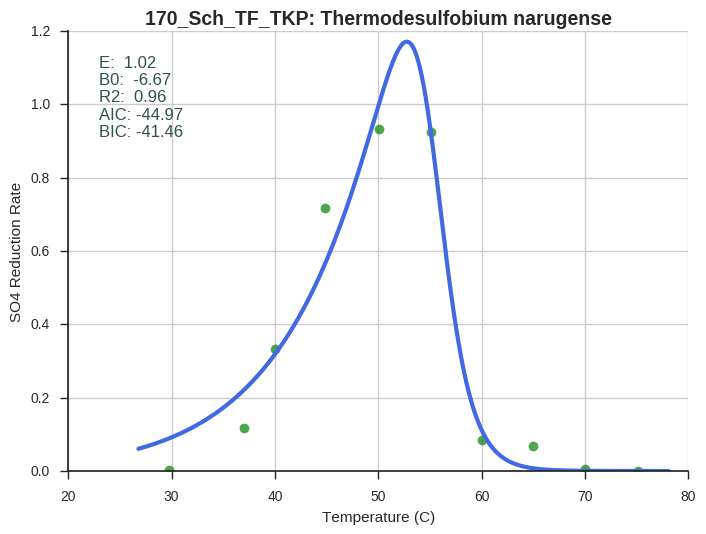 170_Sch_TF_TKP: Thermodesulfobium narugense
E:  1.02
B0:  -6.67
R2:  0.96
AIC: -44.97
BIC: -41.46
SO4 Reduction Rate
1.2
1.0
0.8
0.6
0.4
0.2
0.0
20 30 40 50 60 70 80
Temperature (C)